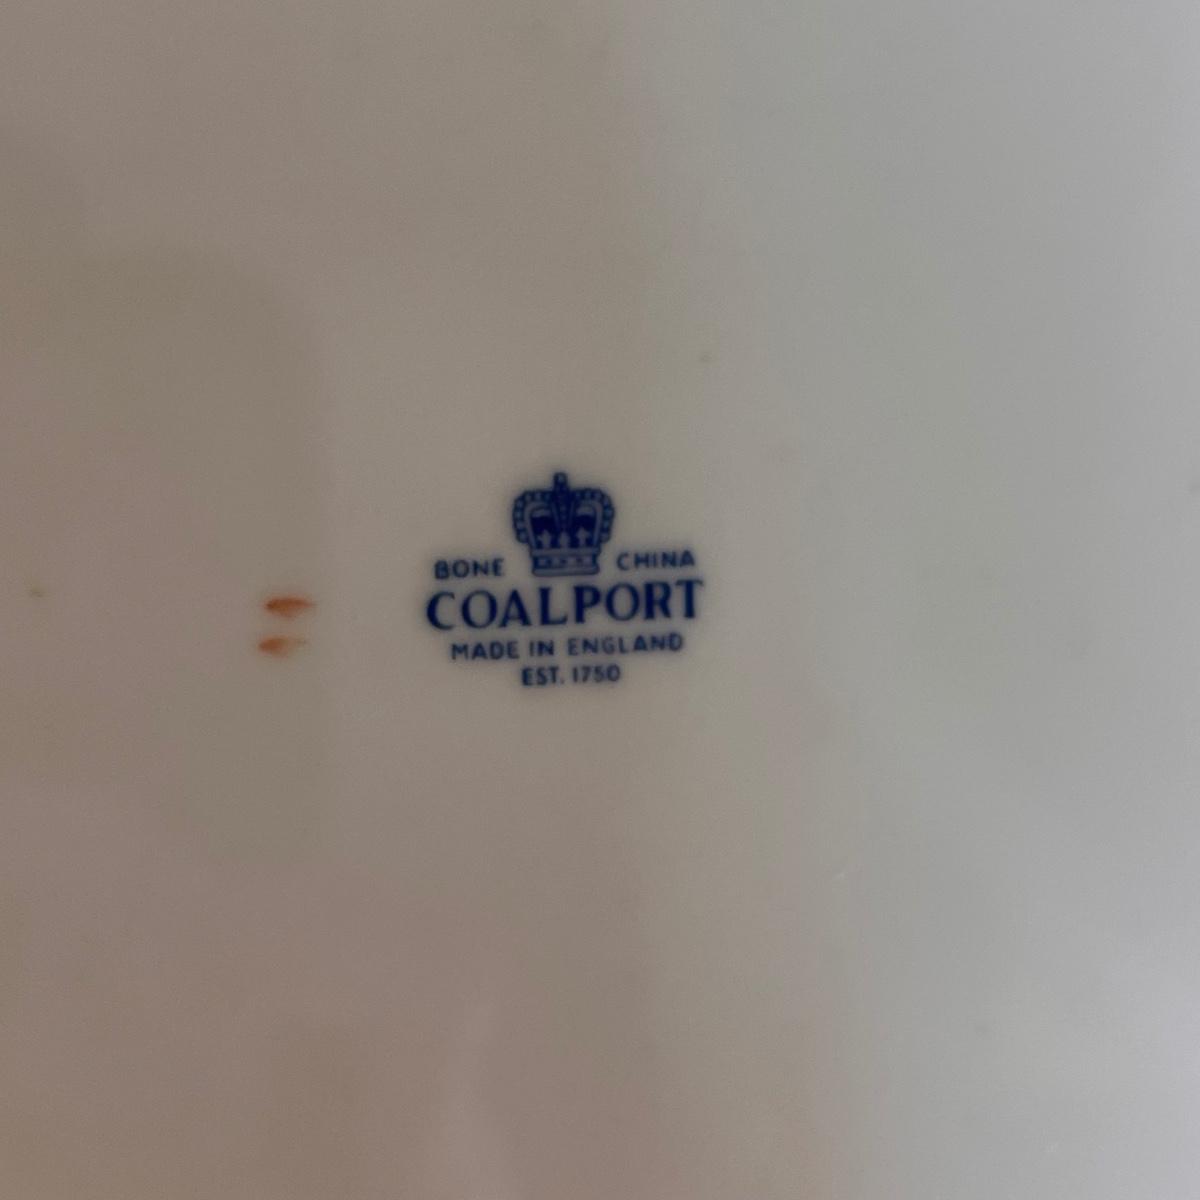 BONE CHINA
COALPORT
MADE IN ENGLAND
EST. 1750